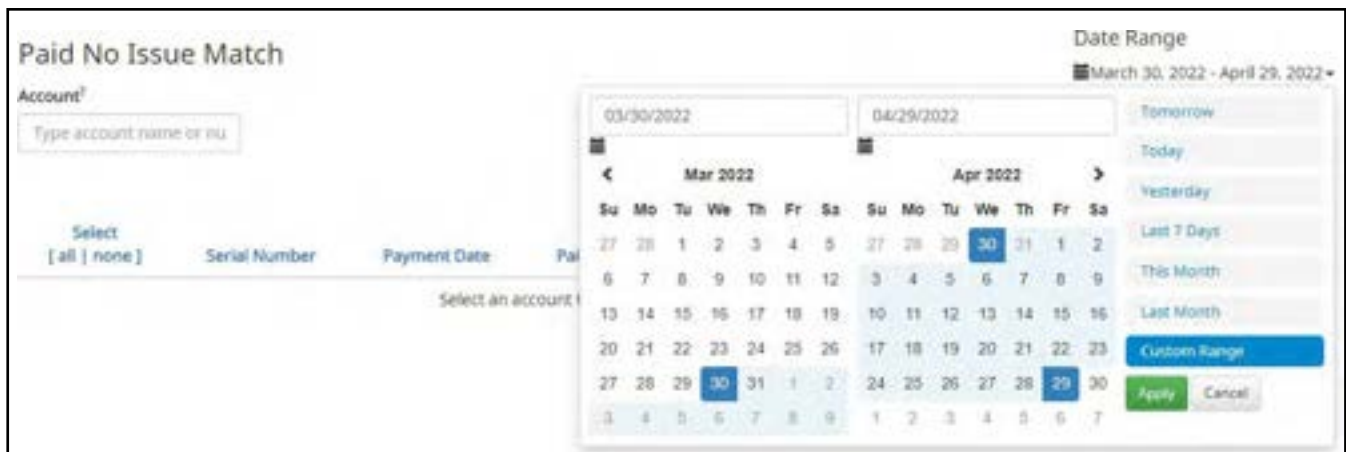 Paid No Issue Match
Date Range
March 30, 2022 - April 29, 2022
Account?
Type account name or nu
03/30/2022
04/29/2022
Mar 2022
Su Mo Tu We Th Fr Sa
27 28 1 2 3 4 5
6 7 8 9 10 11 12
13 14 15 16 17 18 19
20 21 22 23 24 25 26
27 28 29 30 31 1 2
3 4 5 6 7 8 9
Apr 2022
Su Mo Tu We Th Fr Sa
27 28 29 30 31 1 2
3 4 5 6 7 8 9
10 11 12 13 14 15 16
17 18 19 20 21 22 23
24 25 26 27 28 29 30
1 2 3 4 5 6 7
Tomorrow
Today
Yesterday
Last 7 Days
This Month
Last Month
Custom Range
Apply Cancel
Select
[ all | none ]
Serial Number
Payment Date
Pai
Select an account